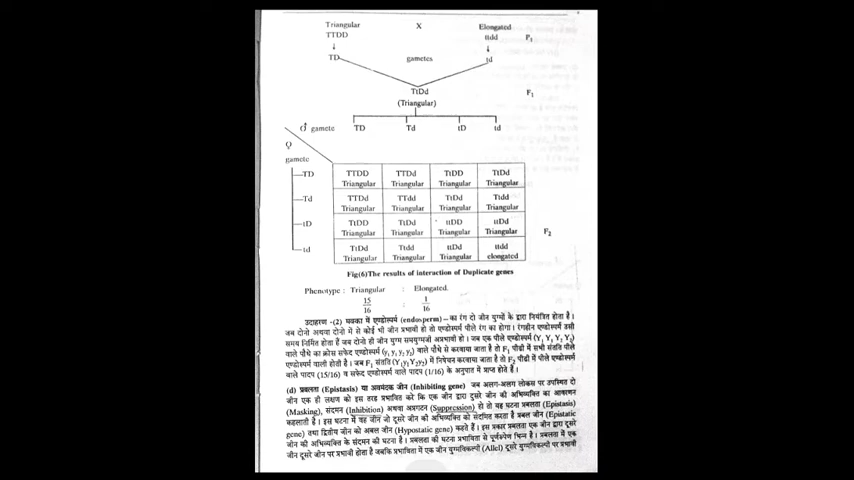 Triangular X Elongated
TTDD ttdd P₁
↓ ↓
TD gametes td
TtDd F₁
(Triangular)
♂ gamete TD Td tD td
♀
gamete
TD TTDD TTDd TtDD TtDd
Triangular Triangular Triangular Triangular
Td TTDd TTdd TtDd Ttdd
Triangular Triangular Triangular Triangular
tD TtDD TtDd ttDD ttDd
Triangular Triangular Triangular Triangular
F₂
td TtDd Ttdd ttDd ttdd
Triangular Triangular Triangular elongated
Fig(6)The results of interaction of Duplicate genes
Phenotype : Triangular : Elongated.
15/16 : 1/16
उदाहरण -(2) मक्का में एण्डोस्पर्म (endosperm) –का रंग दो जीन युग्मों के द्वारा नियंत्रित होता है।
जब दोनो अथवा दोनो में से कोई भी जीन प्रभावी हो तो एण्डोस्पर्म पीले रंग का होगा। रंगहीन एण्डोस्पर्म उसी
समय निर्मित होता हैं जब दोनो ही जीन युग्म समयुग्मजी अप्रभावी हो। जब एक पीले एण्डोस्पर्म (Y₁ Y₁ Y₂ Y₂)
वाले पौधे का क्रोस सफेद एण्डोस्पर्म (y₁ y₁ y₂ y₂) वाले पौधे से करवाया जाता है तो F₁ पीढी में सभी संतति पीले
एण्डोस्पर्म वाली होती है। जब F₁ संतति (Y₁y₁Y₂y₂) में निषेचन करवाया जाता है तो F₂ पीढी में पीले एण्डोस्पर्म
वाले पादप (15/16) व सफेद एण्डोस्पर्म वाले पादप (1/16) के अनुपात में प्राप्त होते हैं।
(d) प्रबलता (Epistasis) या अवमंदक जीन (Inhibiting gene) जब अलग-अलग लोकस पर उपस्थित दो
जीन एक ही लक्षण को इस तरह प्रभावित करे कि एक जीन द्वारा दूसरे जीन की अभिव्यक्ति का आवरण
(Masking), संदमन (Inhibition) अथवा अप्रगटन (Suppression) हो तो यह घटना प्रबलता (Epistasis)
कहलाती है। इस घटना में वह जीन जो दूसरे जीन की अभिव्यक्ति को संदमित करता है प्रबल जीन (Epistatic
gene) तथा द्वितीय जीन को अबल जीन (Hypostatic gene) कहते हैं। इस प्रकार प्रबलता एक जीन द्वारा दूसरे
जीन की अभिव्यक्ति के संदमन की घटना है। प्रबलता की घटना प्रभाविता से पूर्णरूपेण भिन्न है। प्रबलता में एक
जीन दूसरे जीन पर प्रभावी होता है जबकि प्रभाविता में एक जीन युग्मविकल्पी (Allel) दूसरे युग्मविकल्पी पर प्रभावी